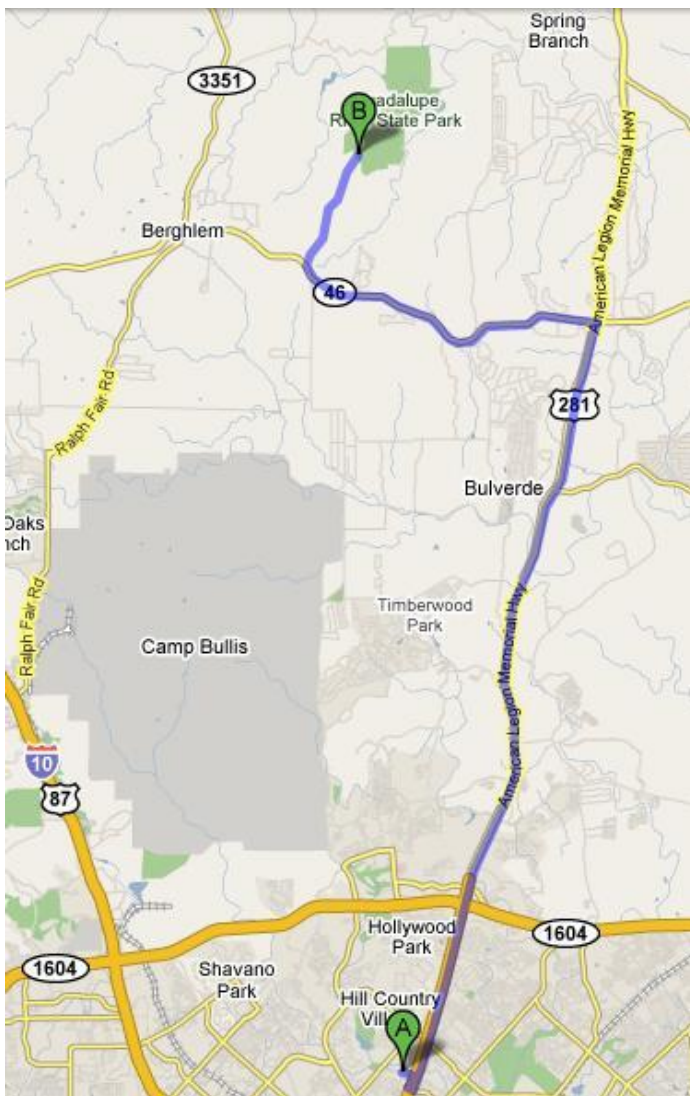 Spring
Branch
3351
B
adalupe
R State Park
American Legion Memorial Hwy
Berghlem
46
281
Ralph Fair Rd
Bulverde
Oaks
nch
Timberwood
Park
Ralph Fair Rd
Camp Bullis
American Legion Memorial Hwy
10
87
Hollywood
Park
1604
1604
Shavano
Park
Hill Country
Vill
A